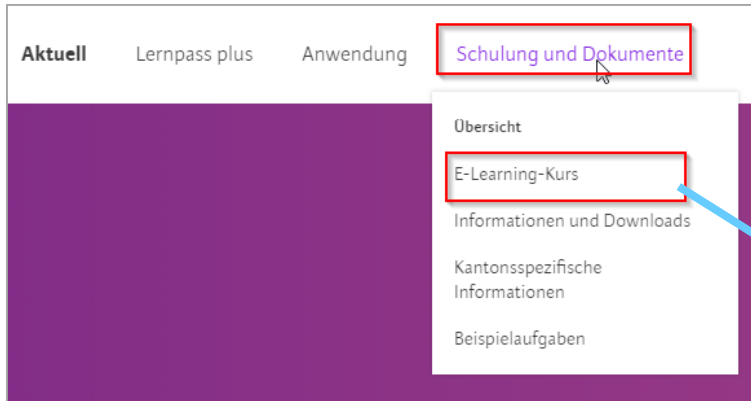 Aktuell Lernpass plus Anwendung Schulung und Dokumente
Übersicht
E-Learning-Kurs
Informationen und Downloads
Kantonsspezifische
Informationen
Beispielaufgaben